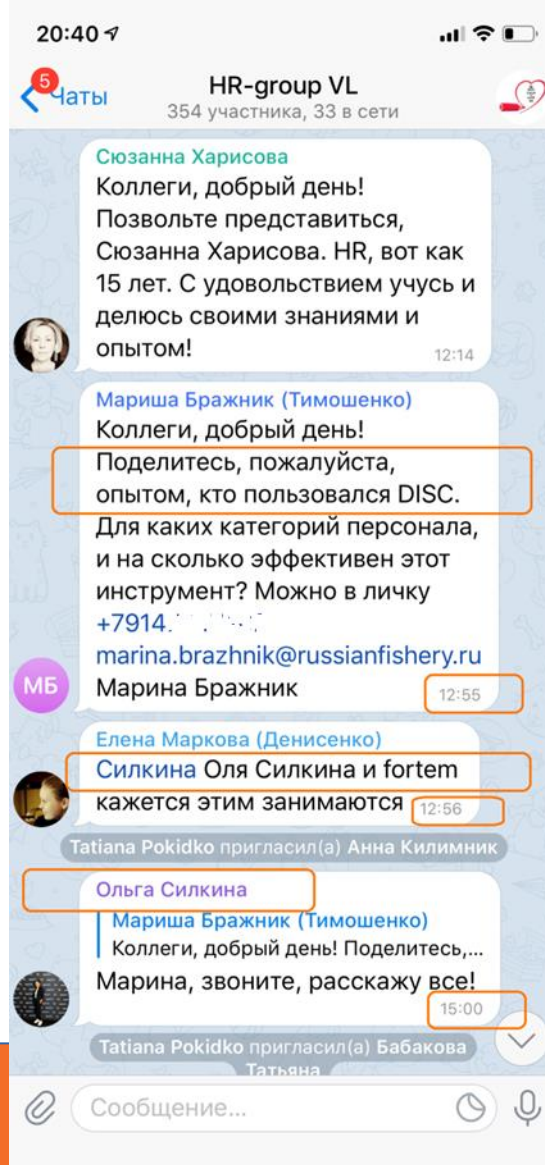 20:40
5
Чаты
HR-group VL
354 участника, 33 в сети
Сюзанна Харисова
Коллеги, добрый день!
Позвольте представиться,
Сюзанна Харисова. HR, вот как
15 лет. С удовольствием учусь и
делюсь своими знаниями и
опытом!
12:14
Мариша Бражник (Тимошенко)
Коллеги, добрый день!
Поделитесь, пожалуйста,
опытом, кто пользовался DISC.
Для каких категорий персонала,
и на сколько эффективен этот
инструмент? Можно в личку
+7914
marina.brazhnik@russianfishery.ru
МБ
Марина Бражник
12:55
Елена Маркова (Денисенко)
Силкина Оля Силкина и fortem
кажется этим занимаются
12:56
Tatiana Pokidko пригласил(а) Анна Килимник
Ольга Силкина
Мариша Бражник (Тимошенко)
Коллеги, добрый день! Поделитесь,...
Марина, звоните, расскажу все!
15:00
Tatiana Pokidko пригласил(а) Бабакова
Татьяна
Сообщение...